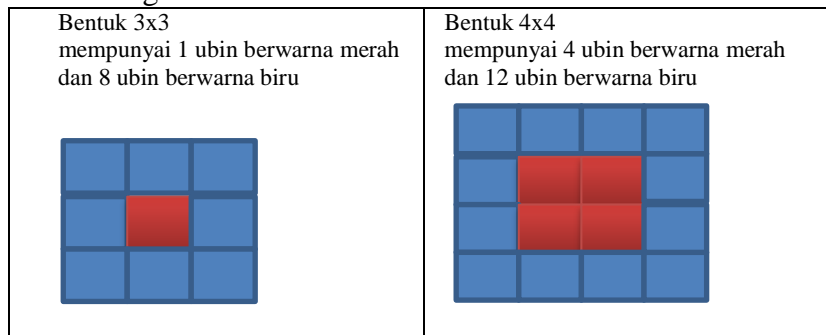 Bentuk 3x3
mempunyai 1 ubin berwarna merah
dan 8 ubin berwarna biru
Bentuk 4x4
mempunyai 4 ubin berwarna merah
dan 12 ubin berwarna biru